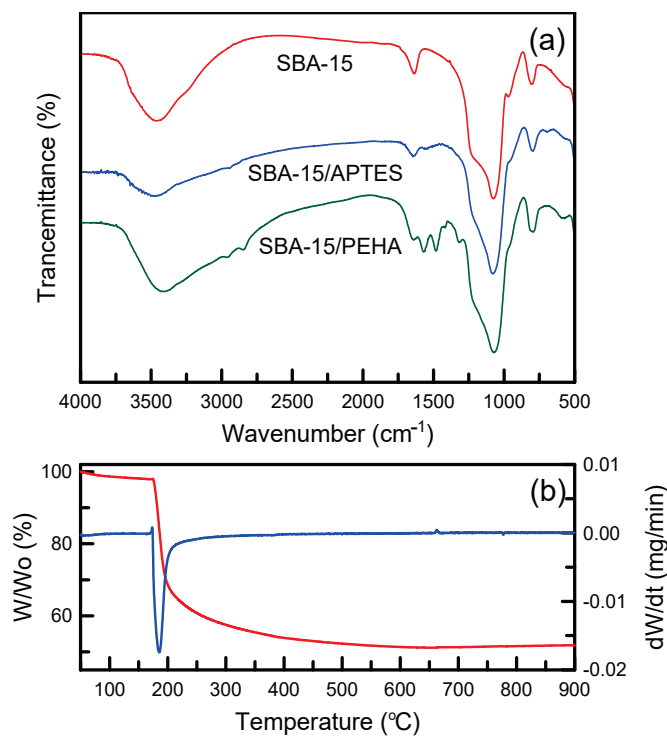 (a)
SBA-15
SBA-15/APTES
SBA-15/PEHA
Trancemittance (%)
4000 3500 3000 2500 2000 1500 1000 500
Wavenumber (cm⁻¹)
(b)
100
80
60
W/Wo (%)
0.01
0.00
-0.01
-0.02
dW/dt (mg/min)
100 200 300 400 500 600 700 800 900
Temperature (℃)